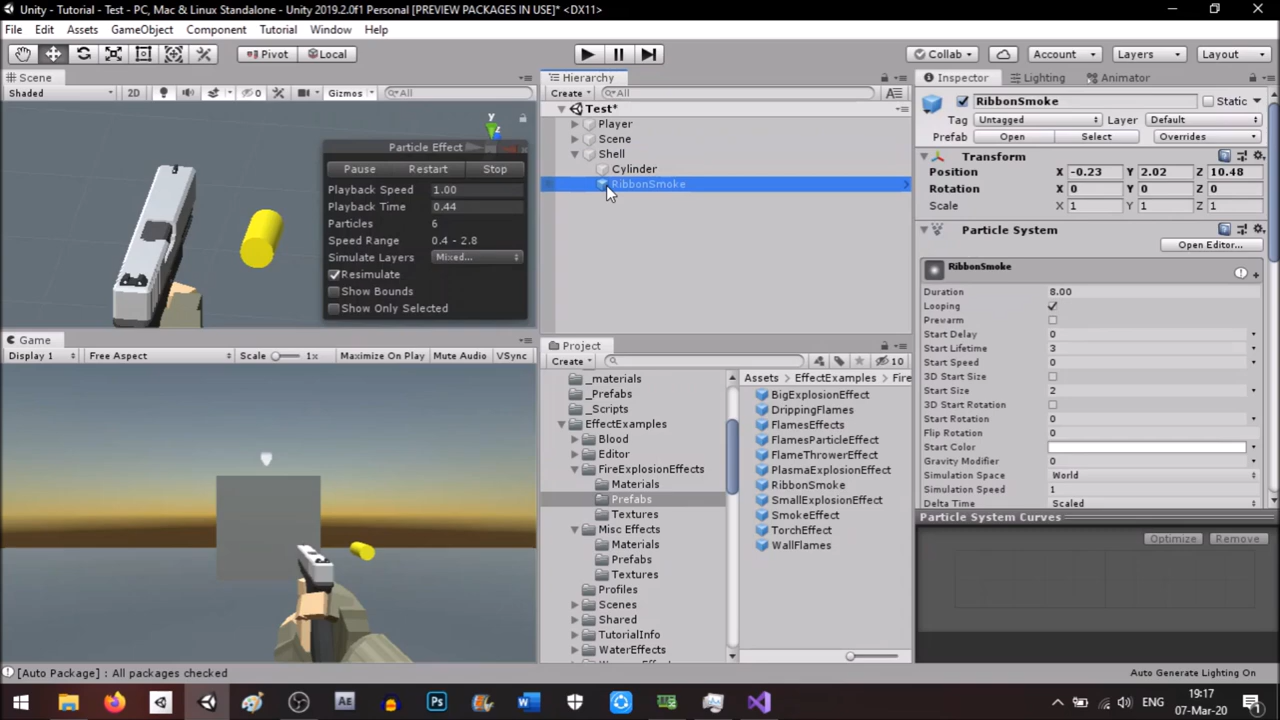 Unity - Tutorial - Test - PC, Mac & Linux Standalone - Unity 2019.2.0f1 Personal [PREVIEW PACKAGES IN USE]* <DX11>
File Edit Assets GameObject Component Tutorial Window Help
Pivot Local Collab Account Layers Layout
Scene
Shaded 2D 0 Gizmos All
y
z
Particle Effect
Pause Restart Stop
Playback Speed 1.00
Playback Time 0.44
Particles 6
Speed Range 0.4 - 2.8
Simulate Layers Mixed...
Resimulate
Show Bounds
Show Only Selected
Game
Display 1 Free Aspect Scale 1x Maximize On Play Mute Audio VSync
Hierarchy
Create All
Test*
Player
Scene
Shell
Cylinder
RibbonSmoke
Project
Create 10
_materials
_Prefabs
_Scripts
EffectExamples
Blood
Editor
FireExplosionEffects
Materials
Prefabs
Textures
Misc Effects
Materials
Prefabs
Textures
Profiles
Scenes
Shared
TutorialInfo
WaterEffects
Assets EffectExamples Fire
BigExplosionEffect
DrippingFlames
FlamesEffects
FlamesParticleEffect
FlameThrowerEffect
PlasmaExplosionEffect
RibbonSmoke
SmallExplosionEffect
SmokeEffect
TorchEffect
WallFlames
Inspector Lighting Animator
RibbonSmoke Static
Tag Untagged Layer Default
Prefab Open Select Overrides
Transform
Position X -0.23 Y 2.02 Z 10.48
Rotation X 0 Y 0 Z 0
Scale X 1 Y 1 Z 1
Particle System
Open Editor...
RibbonSmoke
Duration 8.00
Looping
Prewarm
Start Delay 0
Start Lifetime 3
Start Speed 0
3D Start Size
Start Size 2
3D Start Rotation
Start Rotation 0
Flip Rotation 0
Start Color
Gravity Modifier 0
Simulation Space World
Simulation Speed 1
Delta Time Scaled
Particle System Curves
Optimize Remove
[Auto Package] : All packages checked
Auto Generate Lighting On
Ae Ps W
ENG 19:17 07-Mar-20 1